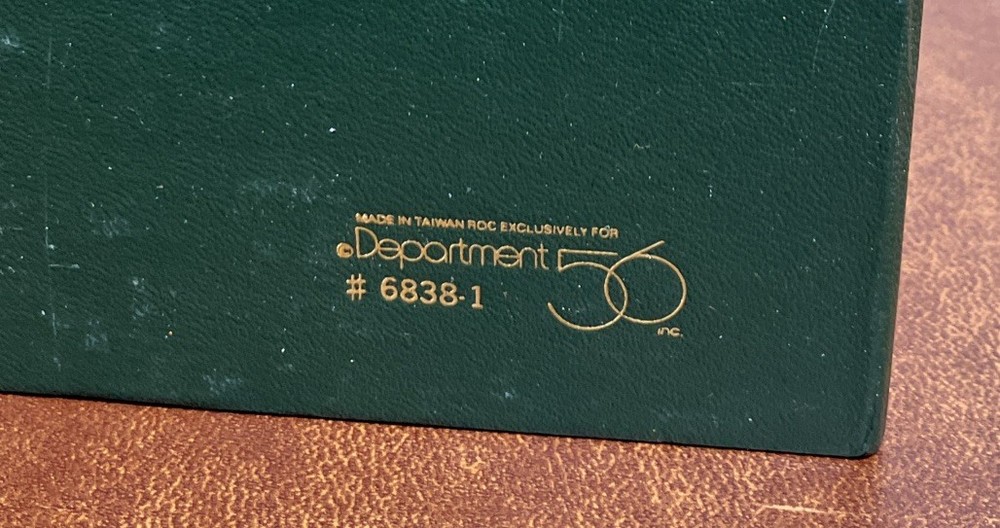 MADE IN TAIWAN ROC EXCLUSIVELY FOR
©Department 56
inc.
# 6838-1